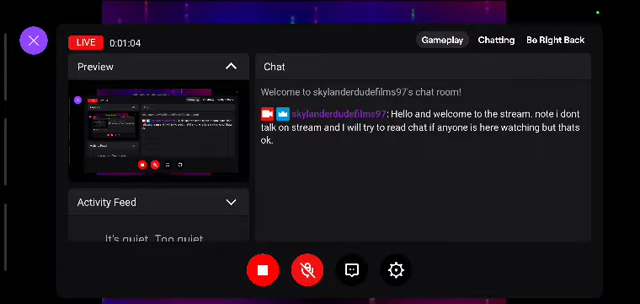 LIVE 0:01:04
Gameplay Chatting Be Right Back
Preview
Chat
Welcome to skylanderdudefilms97's chat room!
skylanderdudefilms97: Hello and welcome to the stream. note i dont
talk on stream and I will try to read chat if anyone is here watching but thats
ok.
Activity Feed
It's quiet. Too quiet